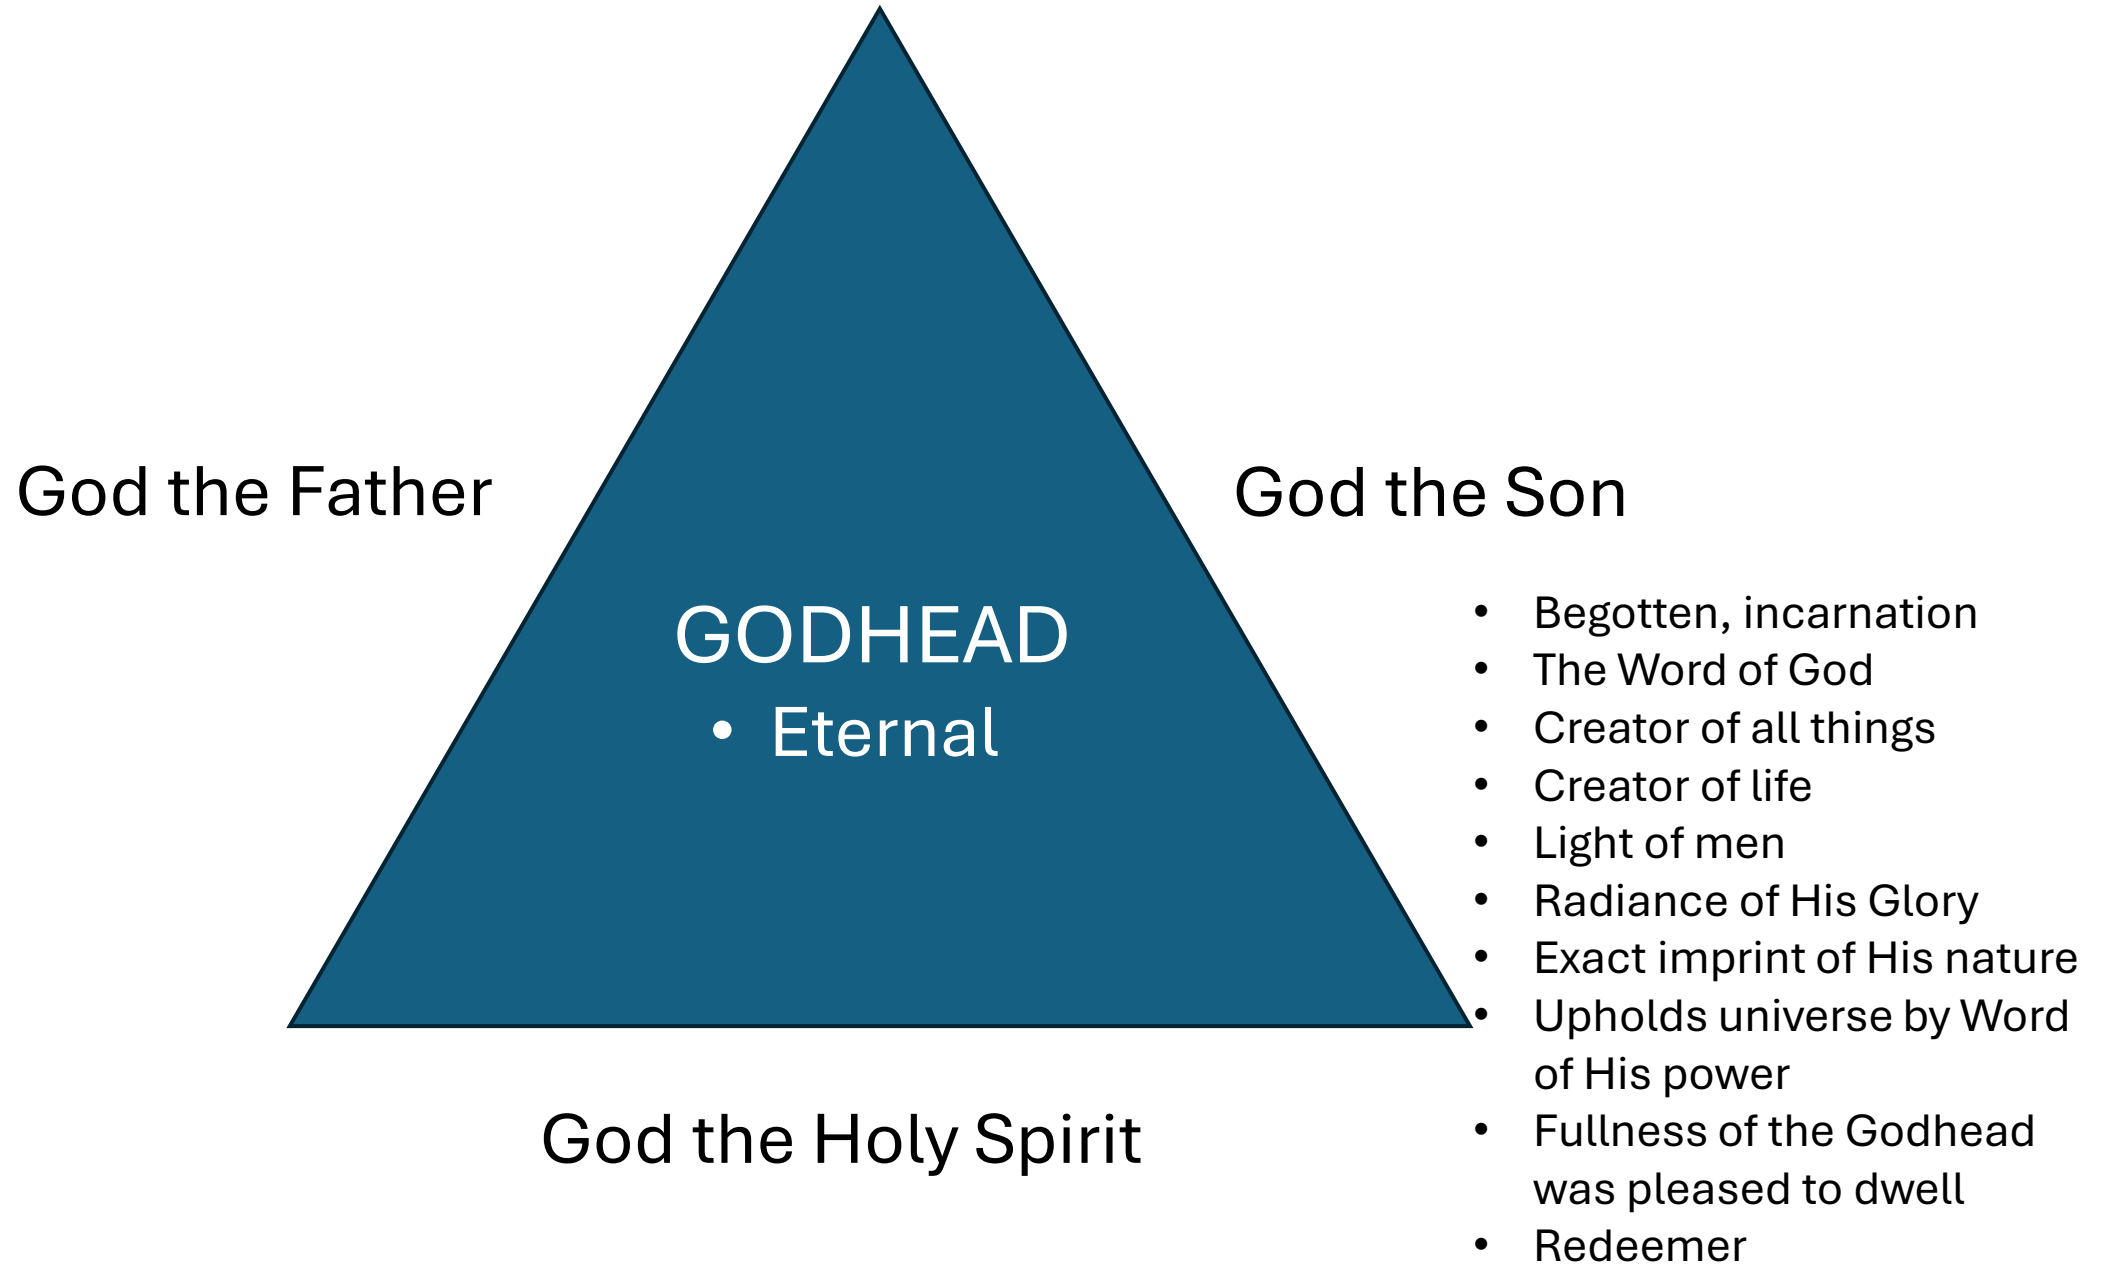 God the Father
God the Son
GODHEAD
• Eternal
• Begotten, incarnation
• The Word of God
• Creator of all things
• Creator of life
• Light of men
• Radiance of His Glory
• Exact imprint of His nature
• Upholds universe by Word
of His power
• Fullness of the Godhead
was pleased to dwell
• Redeemer
God the Holy Spirit